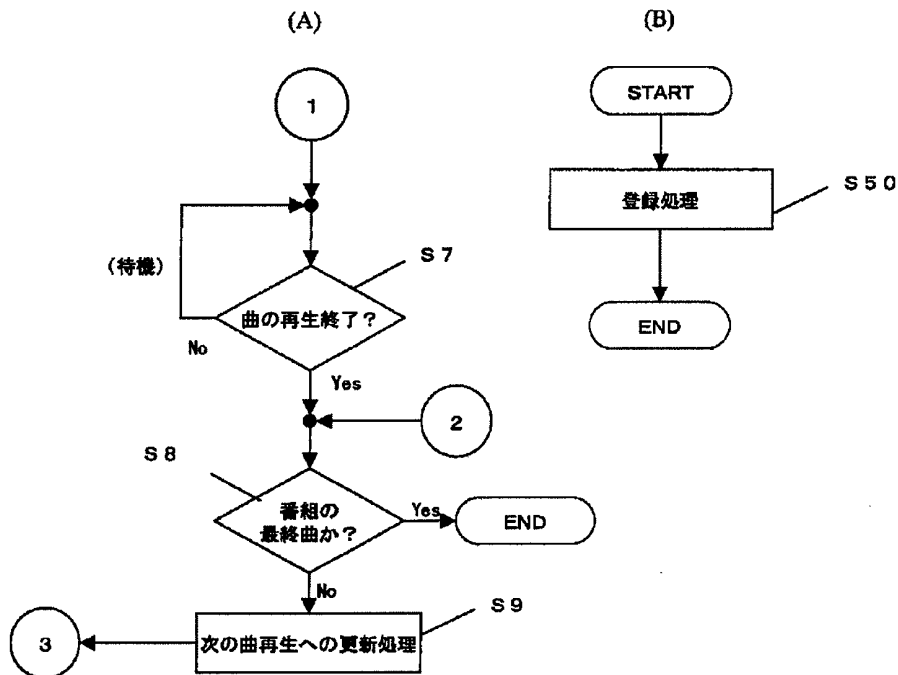 (A)
1
S7
(待機)
曲の再生終了?
No
Yes
2
S8
番組の
最終曲か?
Yes
END
No
S9
次の曲再生への更新処理
3
(B)
START
登録処理
S50
END